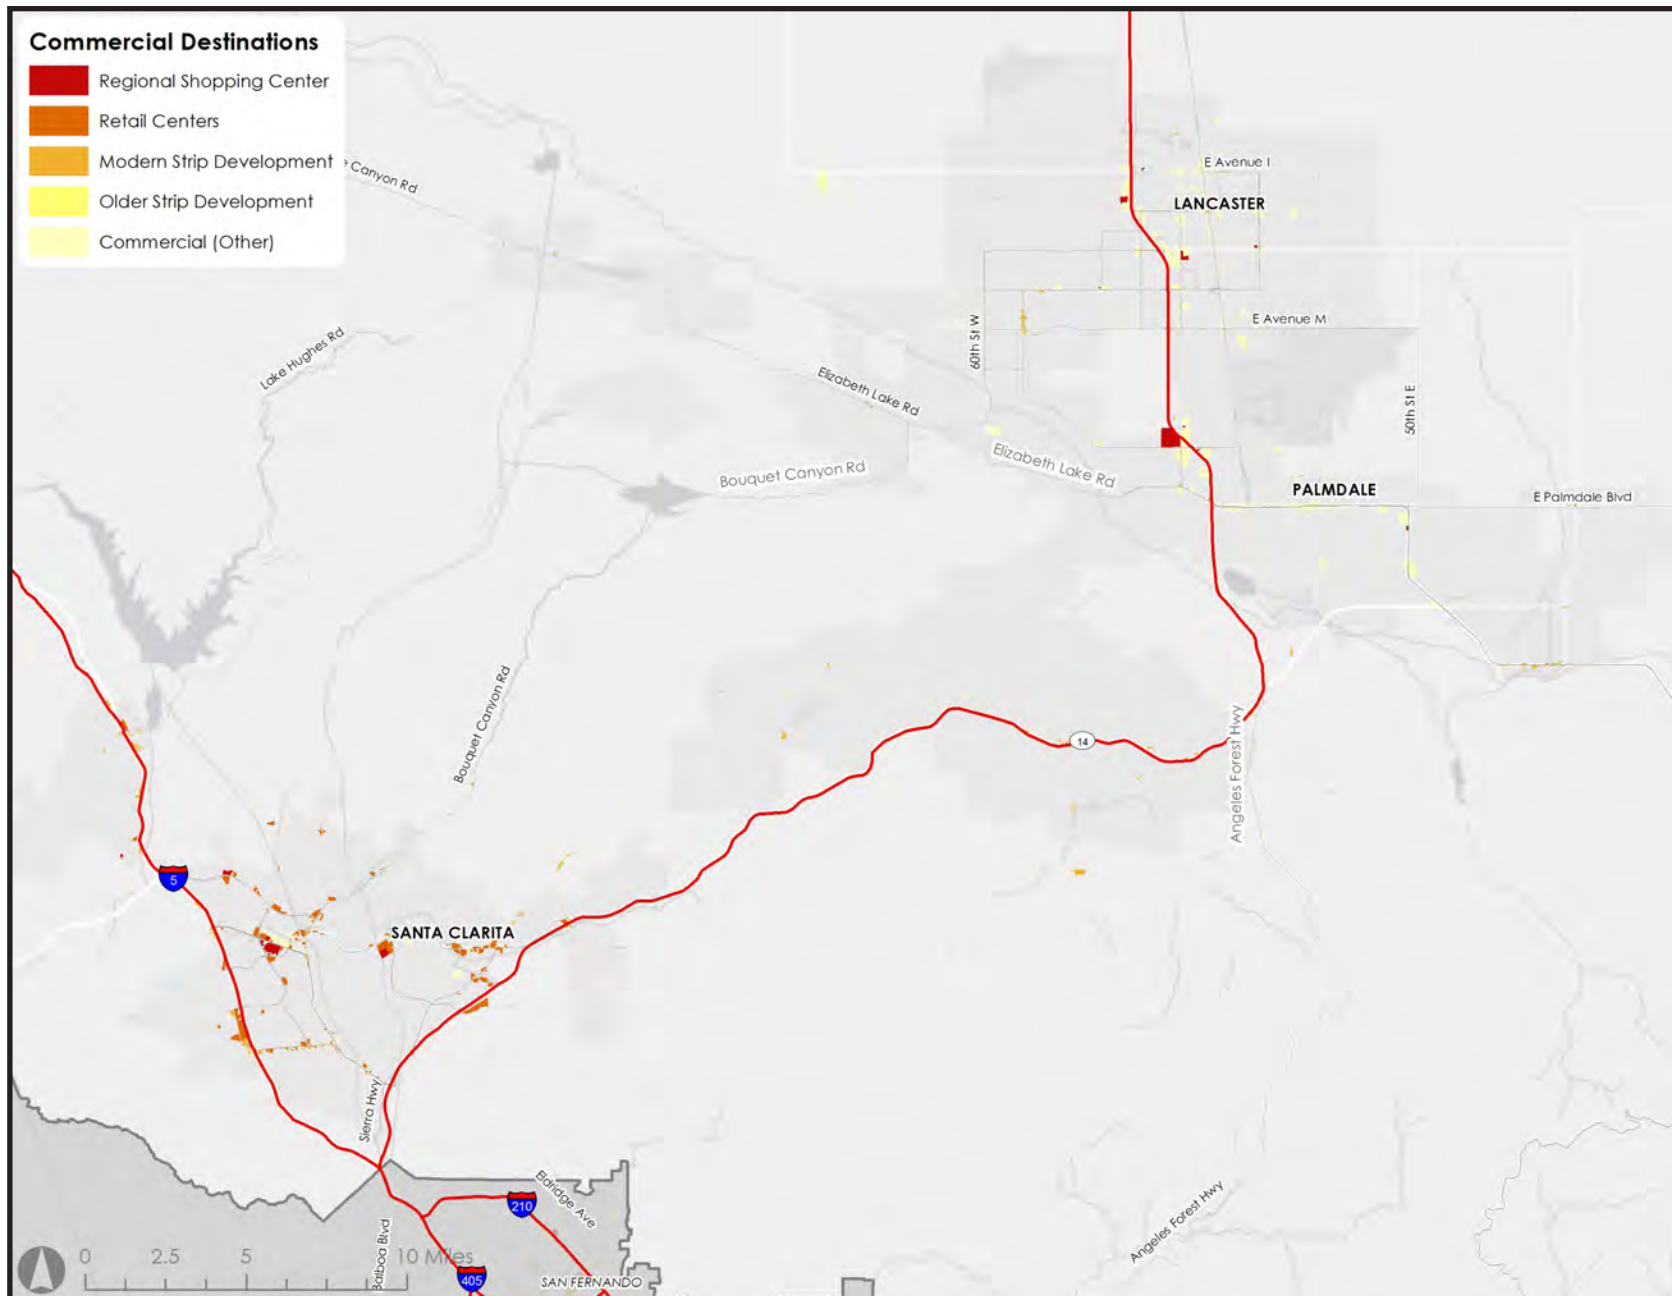 Commercial Destinations
Regional Shopping Center
Retail Centers
Modern Strip Development
Older Strip Development
Commercial (Other)
Canyon Rd
E Avenue I
LANCASTER
60th St W
E Avenue M
Lake Hughes Rd
Elizabeth Lake Rd
50th St E
Elizabeth Lake Rd
Bouquet Canyon Rd
PALMDALE
E Palmdale Blvd
Bouquet Canyon Rd
14
Angeles Forest Hwy
5
SANTA CLARITA
Sierra Hwy
Eldridge Ave
210
Balboa Blvd
Angeles Forest Hwy
0 2.5 5 10 Miles
405
SAN FERNANDO